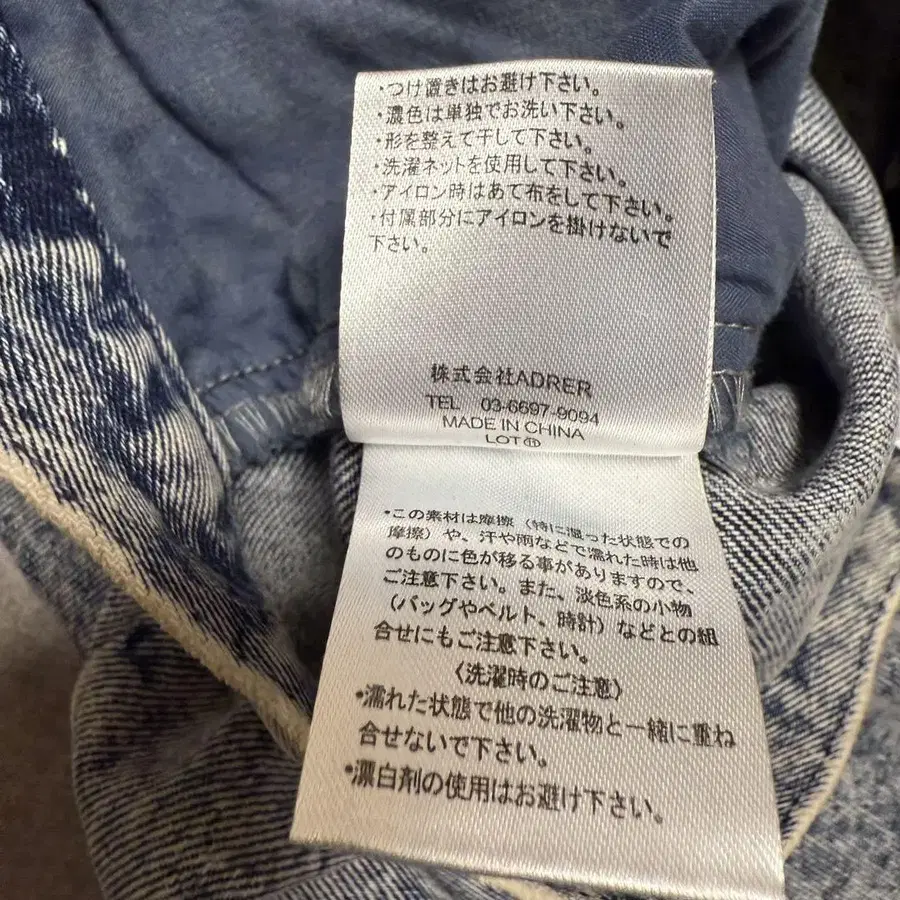 ・つけ置きはお避け下さい。
・濃色は単独でお洗い下さい。
・形を整えて干して下さい。
・洗濯ネットを使用して下さい。
・アイロン時はあて布をして下さい。
・付属部分にアイロンを掛けないで
下さい。
株式会社ADRER
TEL 03-6697-9094
MADE IN CHINA
LOT⑪
・この素材は摩擦（特に湿った状態での
摩擦）や、汗や雨などで濡れた時は他
のものに色が移る事がありますので
ご注意下さい。また、淡色系の小物
（バッグやベルト、時計）などとの組
合せにもご注意下さい。
〈洗濯時のご注意〉
・濡れた状態で他の洗濯物と一緒に重ね
合せないで下さい。
・漂白剤の使用はお避け下さい。